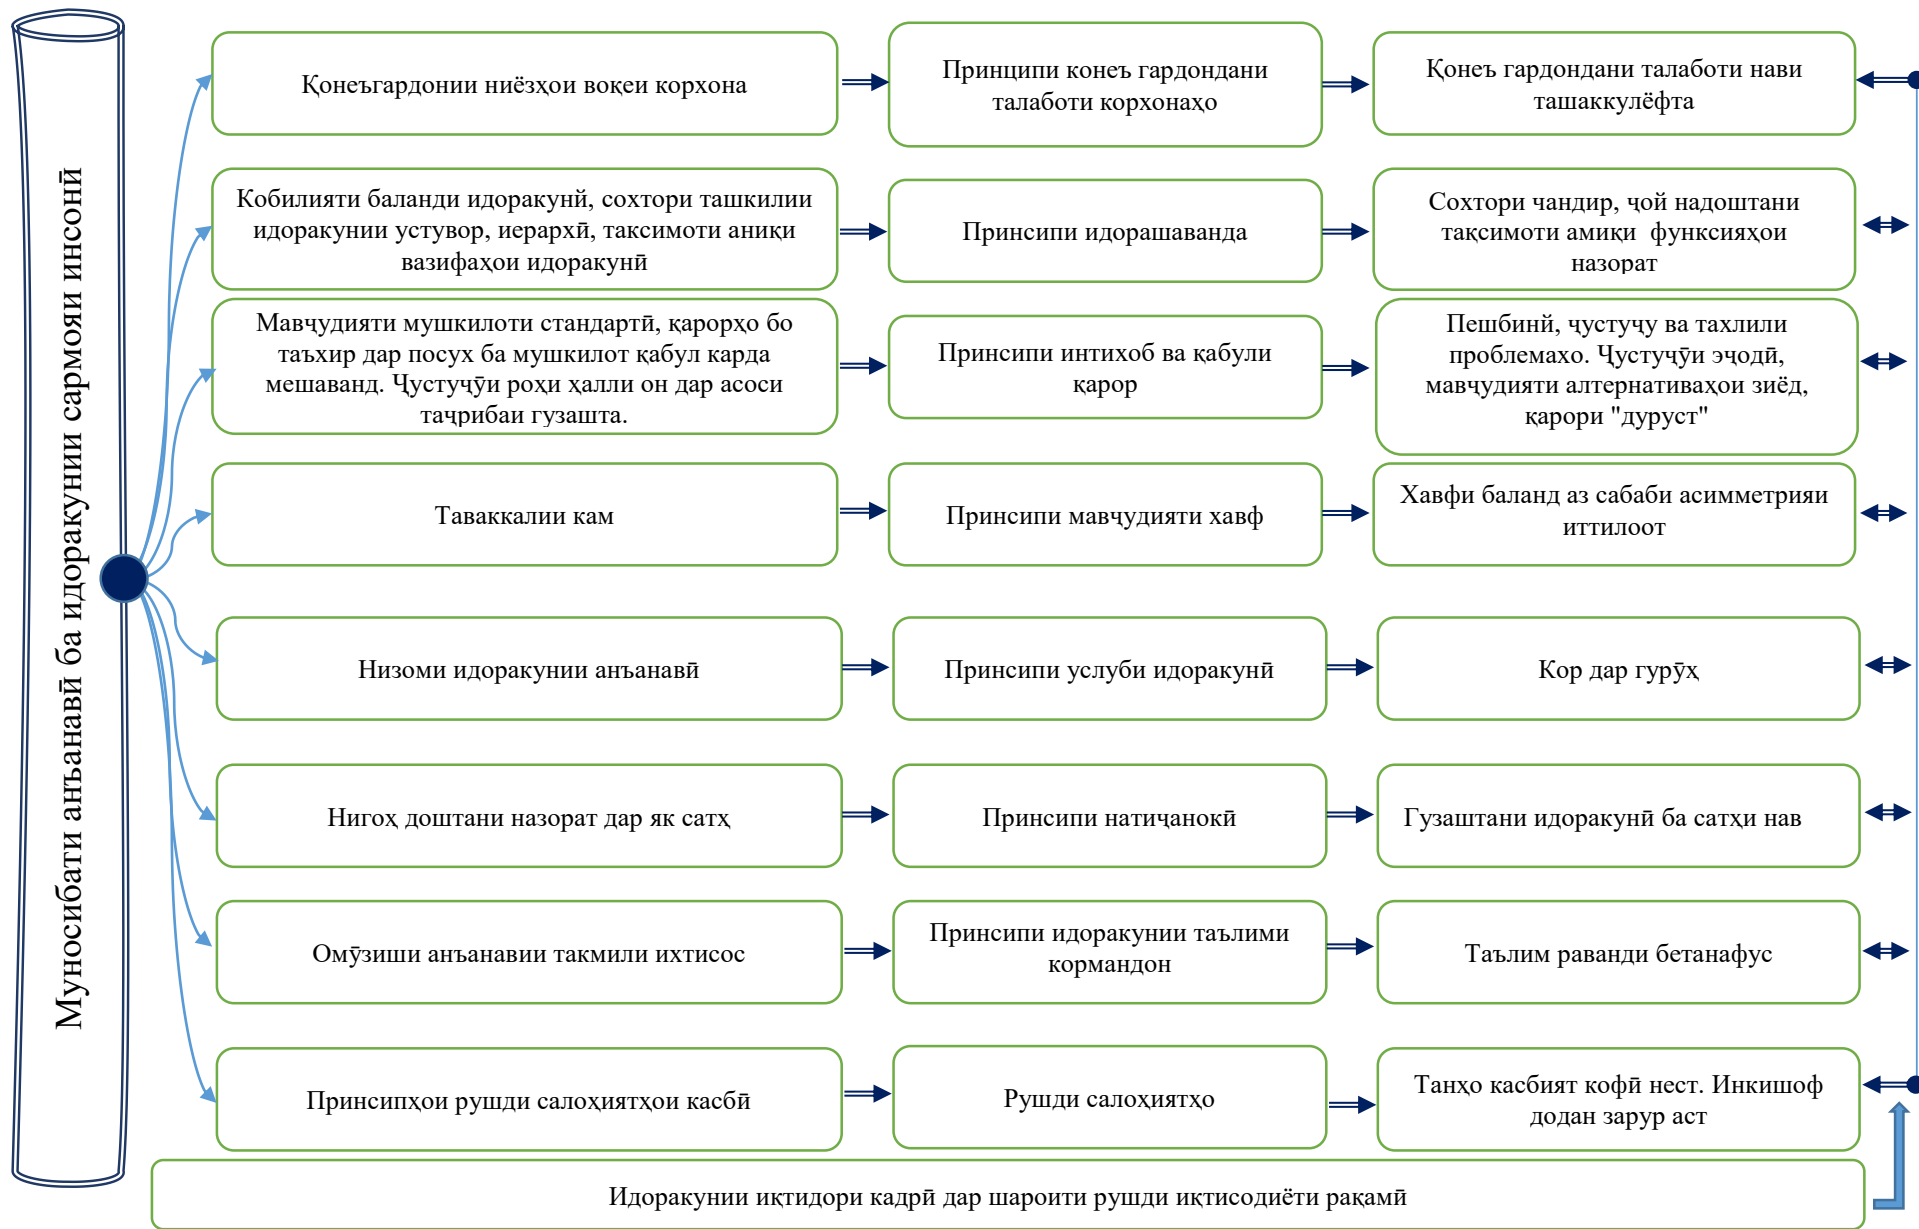 Муносибати анъанавӣ ба идоракунии сармояи инсонӣ
Қонеъгардонии ниёзҳои воқеи корхона
Принципи конеъ гардондани
талаботи корхонаҳо
Қонеъ гардондани талаботи нави
ташаккулёфта
Кобилияти баланди идоракунй, сохтори ташкилии
идоракунии устувор, иерархӣ, таксимоти аниқи
вазифаҳои идоракунӣ
Принсипи идорашаванда
Сохтори чандир, ҷой надоштани
тақсимоти амиқи функсияҳои
назорат
Мавҷудияти мушкилоти стандартӣ, қарорҳо бо
таъхир дар посух ба мушкилот қабул карда
мешаванд. Ҷустуҷӯи роҳи ҳалли он дар асоси
таҷрибаи гузашта.
Принсипи интихоб ва қабули
қарор
Пешбинй, ҷустуҷу ва тахлили
проблемахо. Ҷустуҷӯи эҷодӣ,
мавҷудияти алтернативаҳои зиёд,
қарори "дуруст"
Таваккалии кам
Принсипи мавҷудияти хавф
Хавфи баланд аз сабаби асимметрияи
иттилоот
Низоми идоракунии анъанавӣ
Принсипи услуби идоракунӣ
Кор дар гурӯҳ
Нигоҳ доштани назорат дар як сатҳ
Принсипи натиҷанокӣ
Гузаштани идоракунӣ ба сатҳи нав
Омӯзиши анъанавии такмили ихтисос
Принсипи идоракунии таълими
кормандон
Таълим раванди бетанафус
Принсипҳои рушди салоҳиятҳои касбӣ
Рушди салоҳиятҳо
Танҳо касбият кофӣ нест. Инкишоф
додан зарур аст
Идоракунии иқтидори кадрӣ дар шароити рушди иқтисодиёти рақамӣ